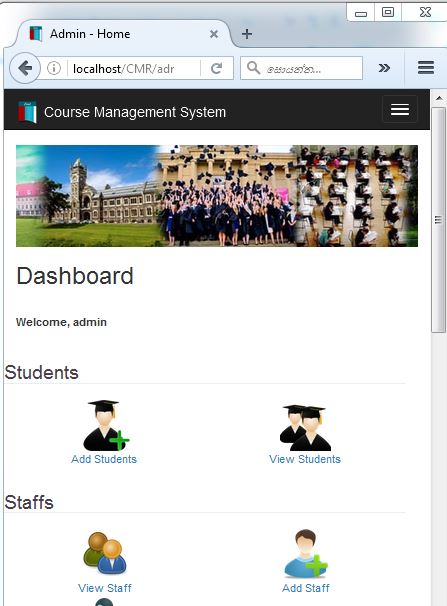 Admin - Home
localhost/CMR/adr
සොයන්න...
Course Management System
Dashboard
Welcome, admin
Students
Add Students
View Students
Staffs
View Staff
Add Staff